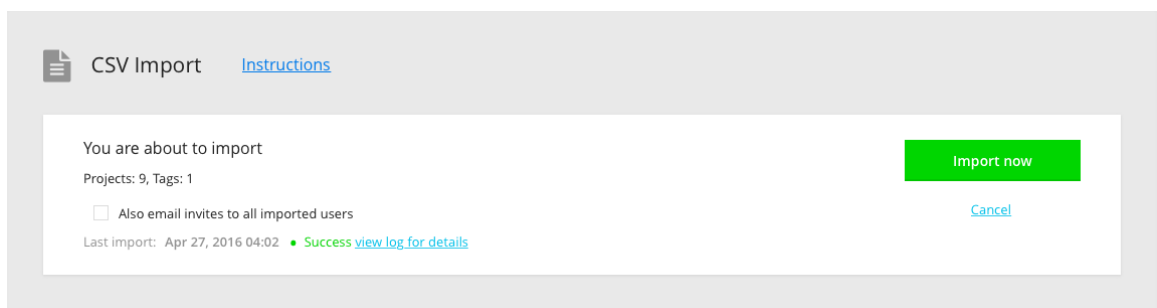 CSV Import Instructions
You are about to import
Projects: 9, Tags: 1
Import now
Also email invites to all imported users
Cancel
Last import: Apr 27, 2016 04:02 • Success view log for details